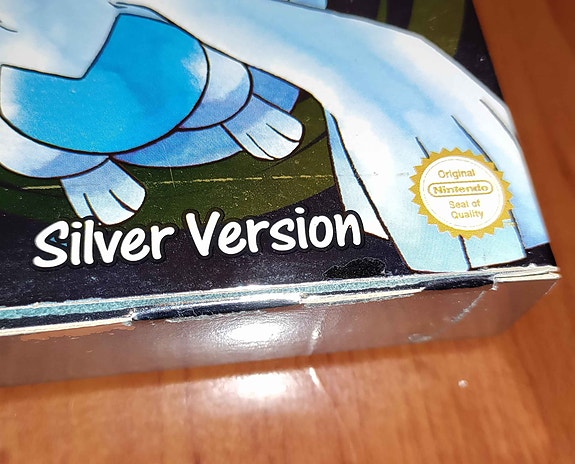 Silver Version
Original
Nintendo
Seal of
Quality